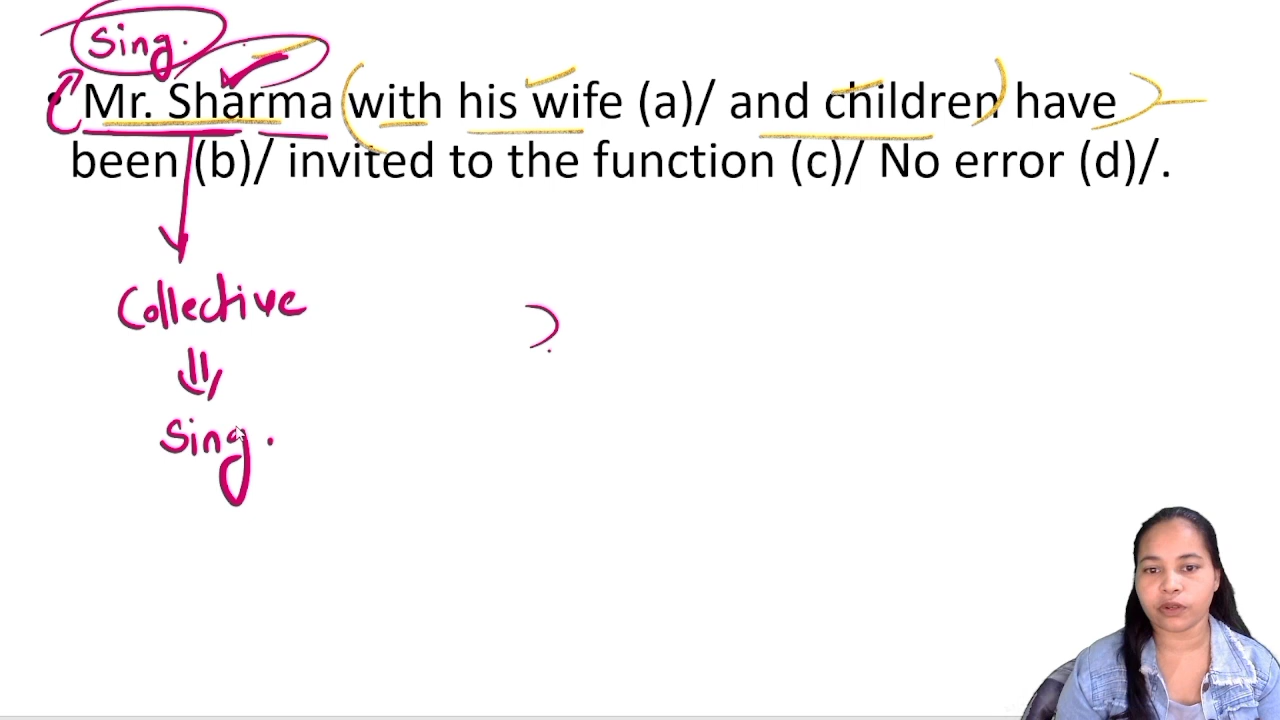 Sing.
• Mr. Sharma with his wife (a)/ and children have
been (b)/ invited to the function (c)/ No error (d)/.
Collective
Sing.